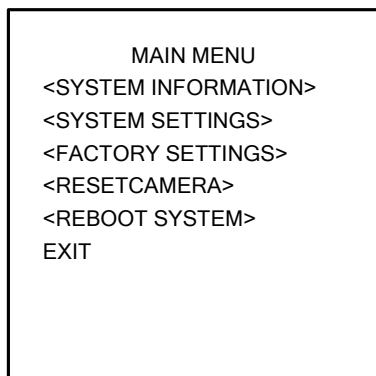 MAIN MENU
<SYSTEM INFORMATION>
<SYSTEM SETTINGS>
<FACTORY SETTINGS>
<RESETCAMERA>
<REBOOT SYSTEM>
EXIT